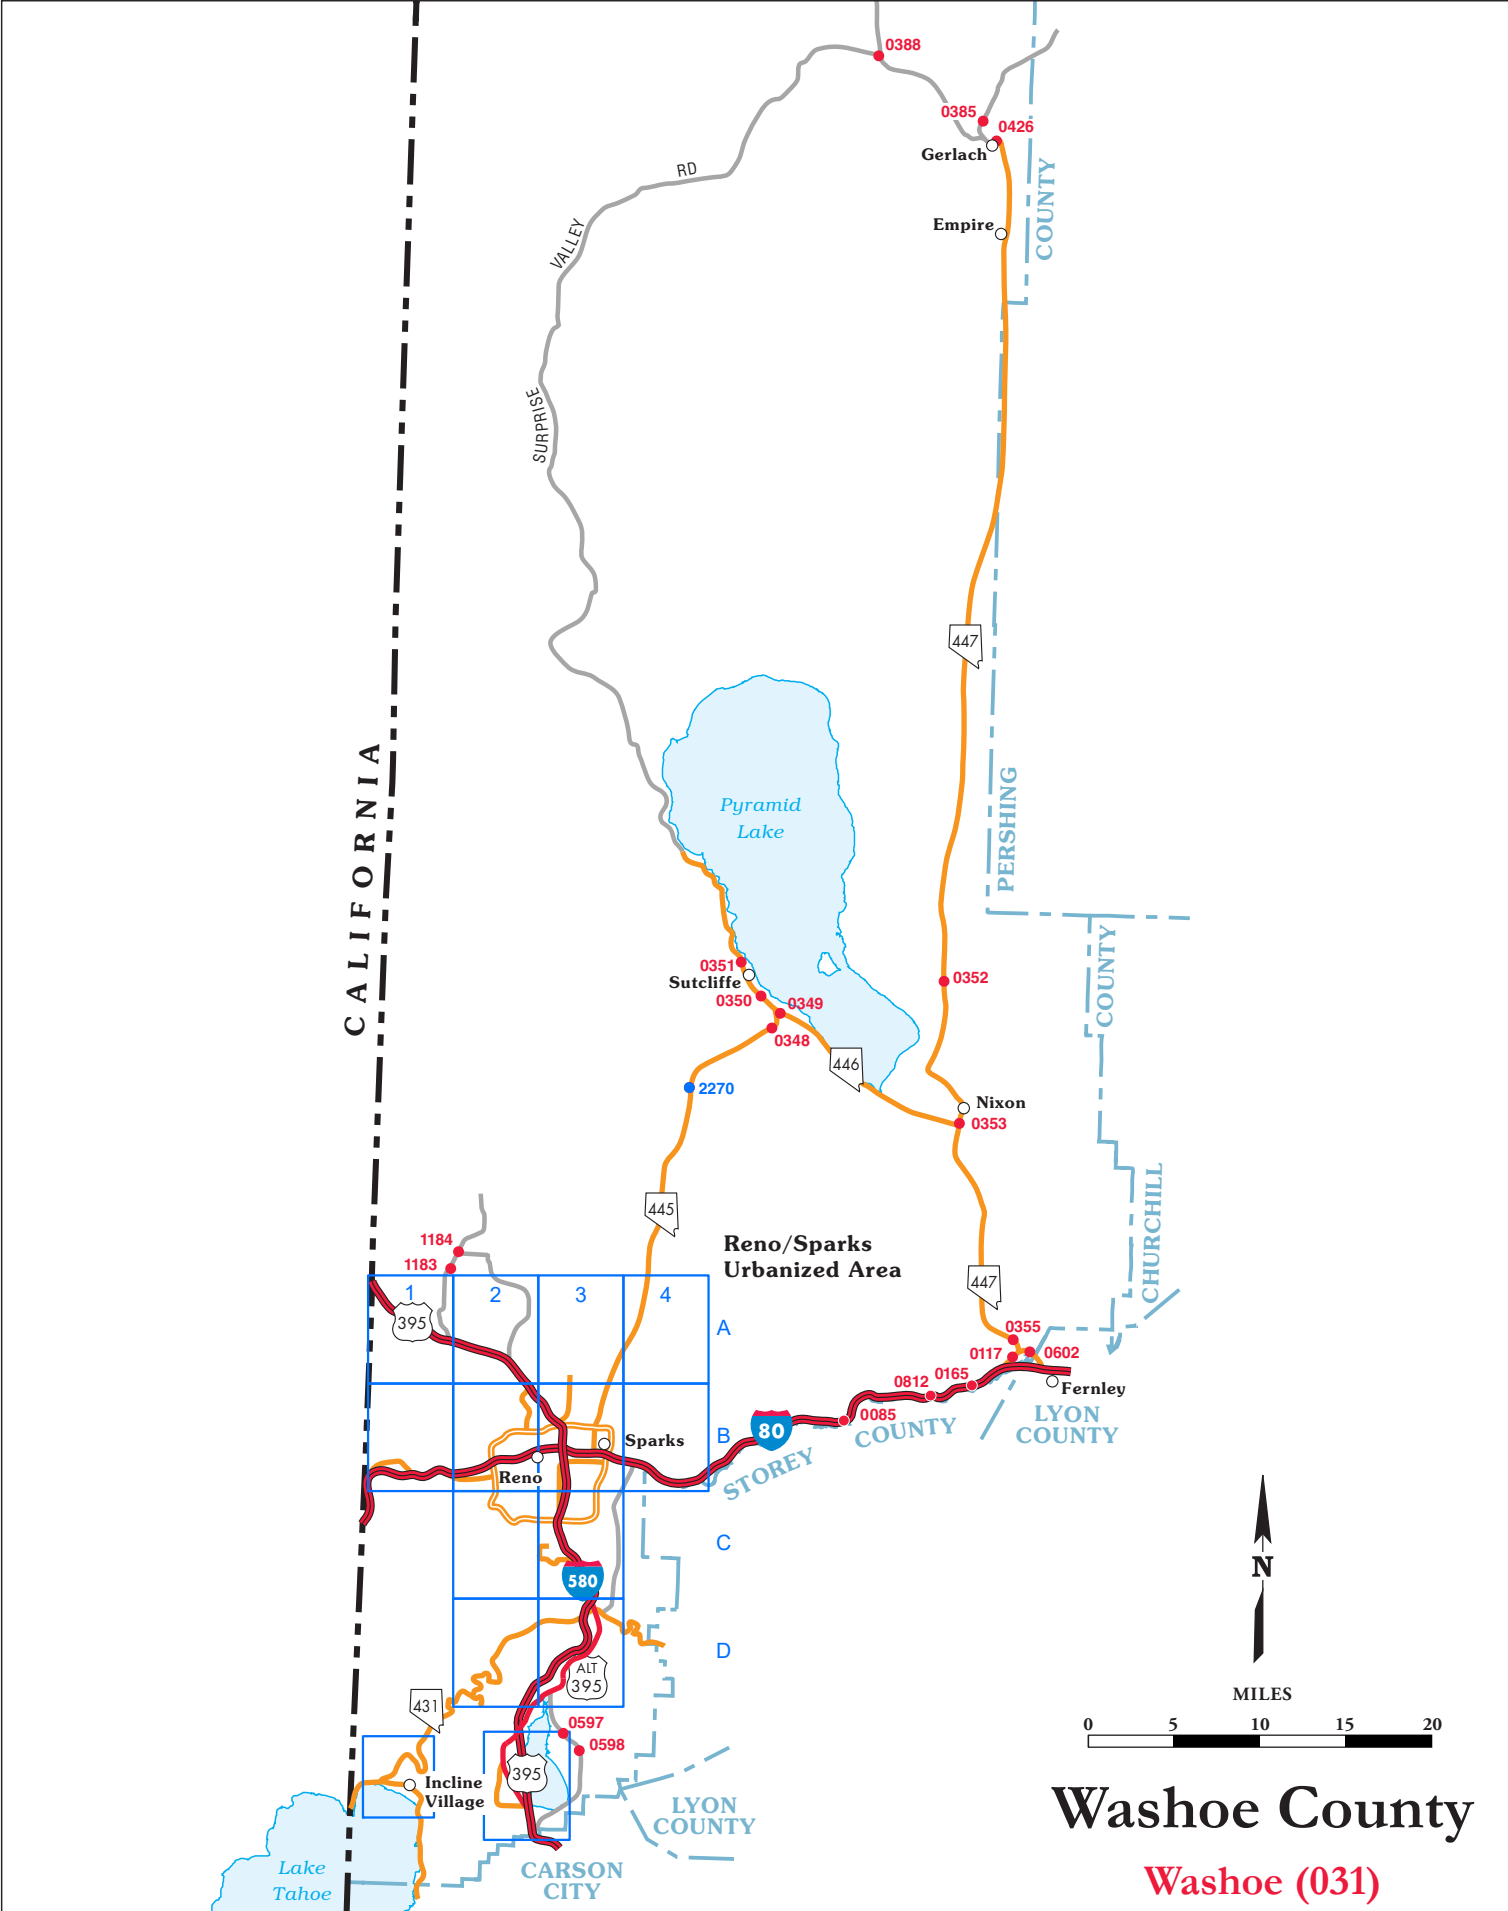 0388
0385
0426
Gerlach
COUNTY
RD
Empire
VALLEY
SURPRISE
447
CALIFORNIA
Pyramid
Lake
PERSHING
0351
Sutcliffe
0350
0349
0348
0352
COUNTY
446
2270
Nixon
0353
445
CHURCHILL
1184
1183
Reno/Sparks
Urbanized Area
447
1
2
3
4
395
A
0355
0117
0602
0165
0812
Fernley
0085
80
LYON
COUNTY
COUNTY
STOREY
B
Sparks
Reno
C
580
N
D
ALT
395
431
MILES
0
5
10
15
20
0597
0598
395
Incline
Village
LYON
COUNTY
Washoe County
CARSON
CITY
Lake
Tahoe
Washoe (031)